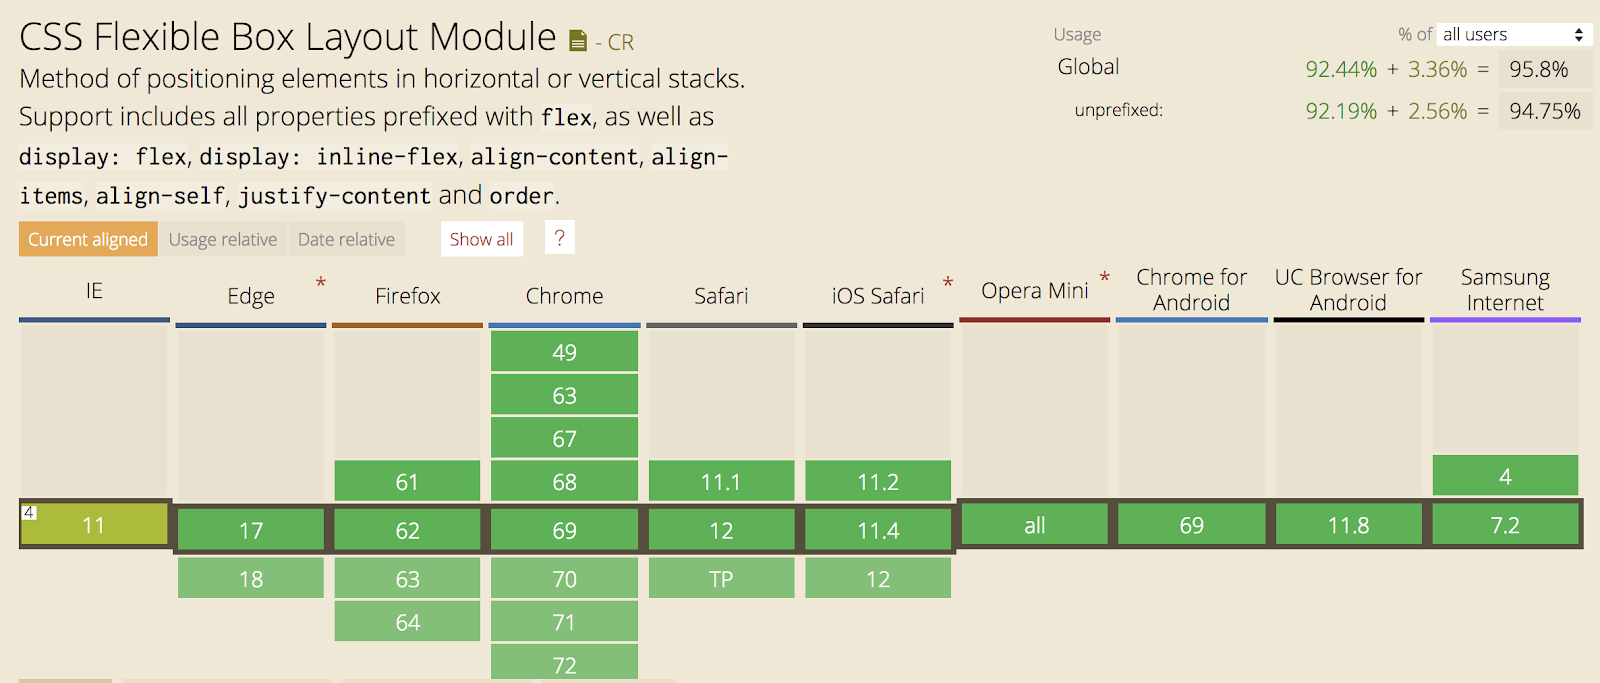 CSS Flexible Box Layout Module - CR
Method of positioning elements in horizontal or vertical stacks.
Support includes all properties prefixed with flex, as well as
display: flex, display: inline-flex, align-content, align-
items, align-self, justify-content and order.
Usage % of all users
Global 92.44% + 3.36% = 95.8%
unprefixed: 92.19% + 2.56% = 94.75%
Current aligned Usage relative Date relative Show all ?
IE Edge * Firefox Chrome Safari iOS Safari * Opera Mini * Chrome for Android UC Browser for Android Samsung Internet
49
63
67
61 68 11.1 11.2 4
4 11 17 62 69 12 11.4 all 69 11.8 7.2
18 63 70 TP 12
64 71
72